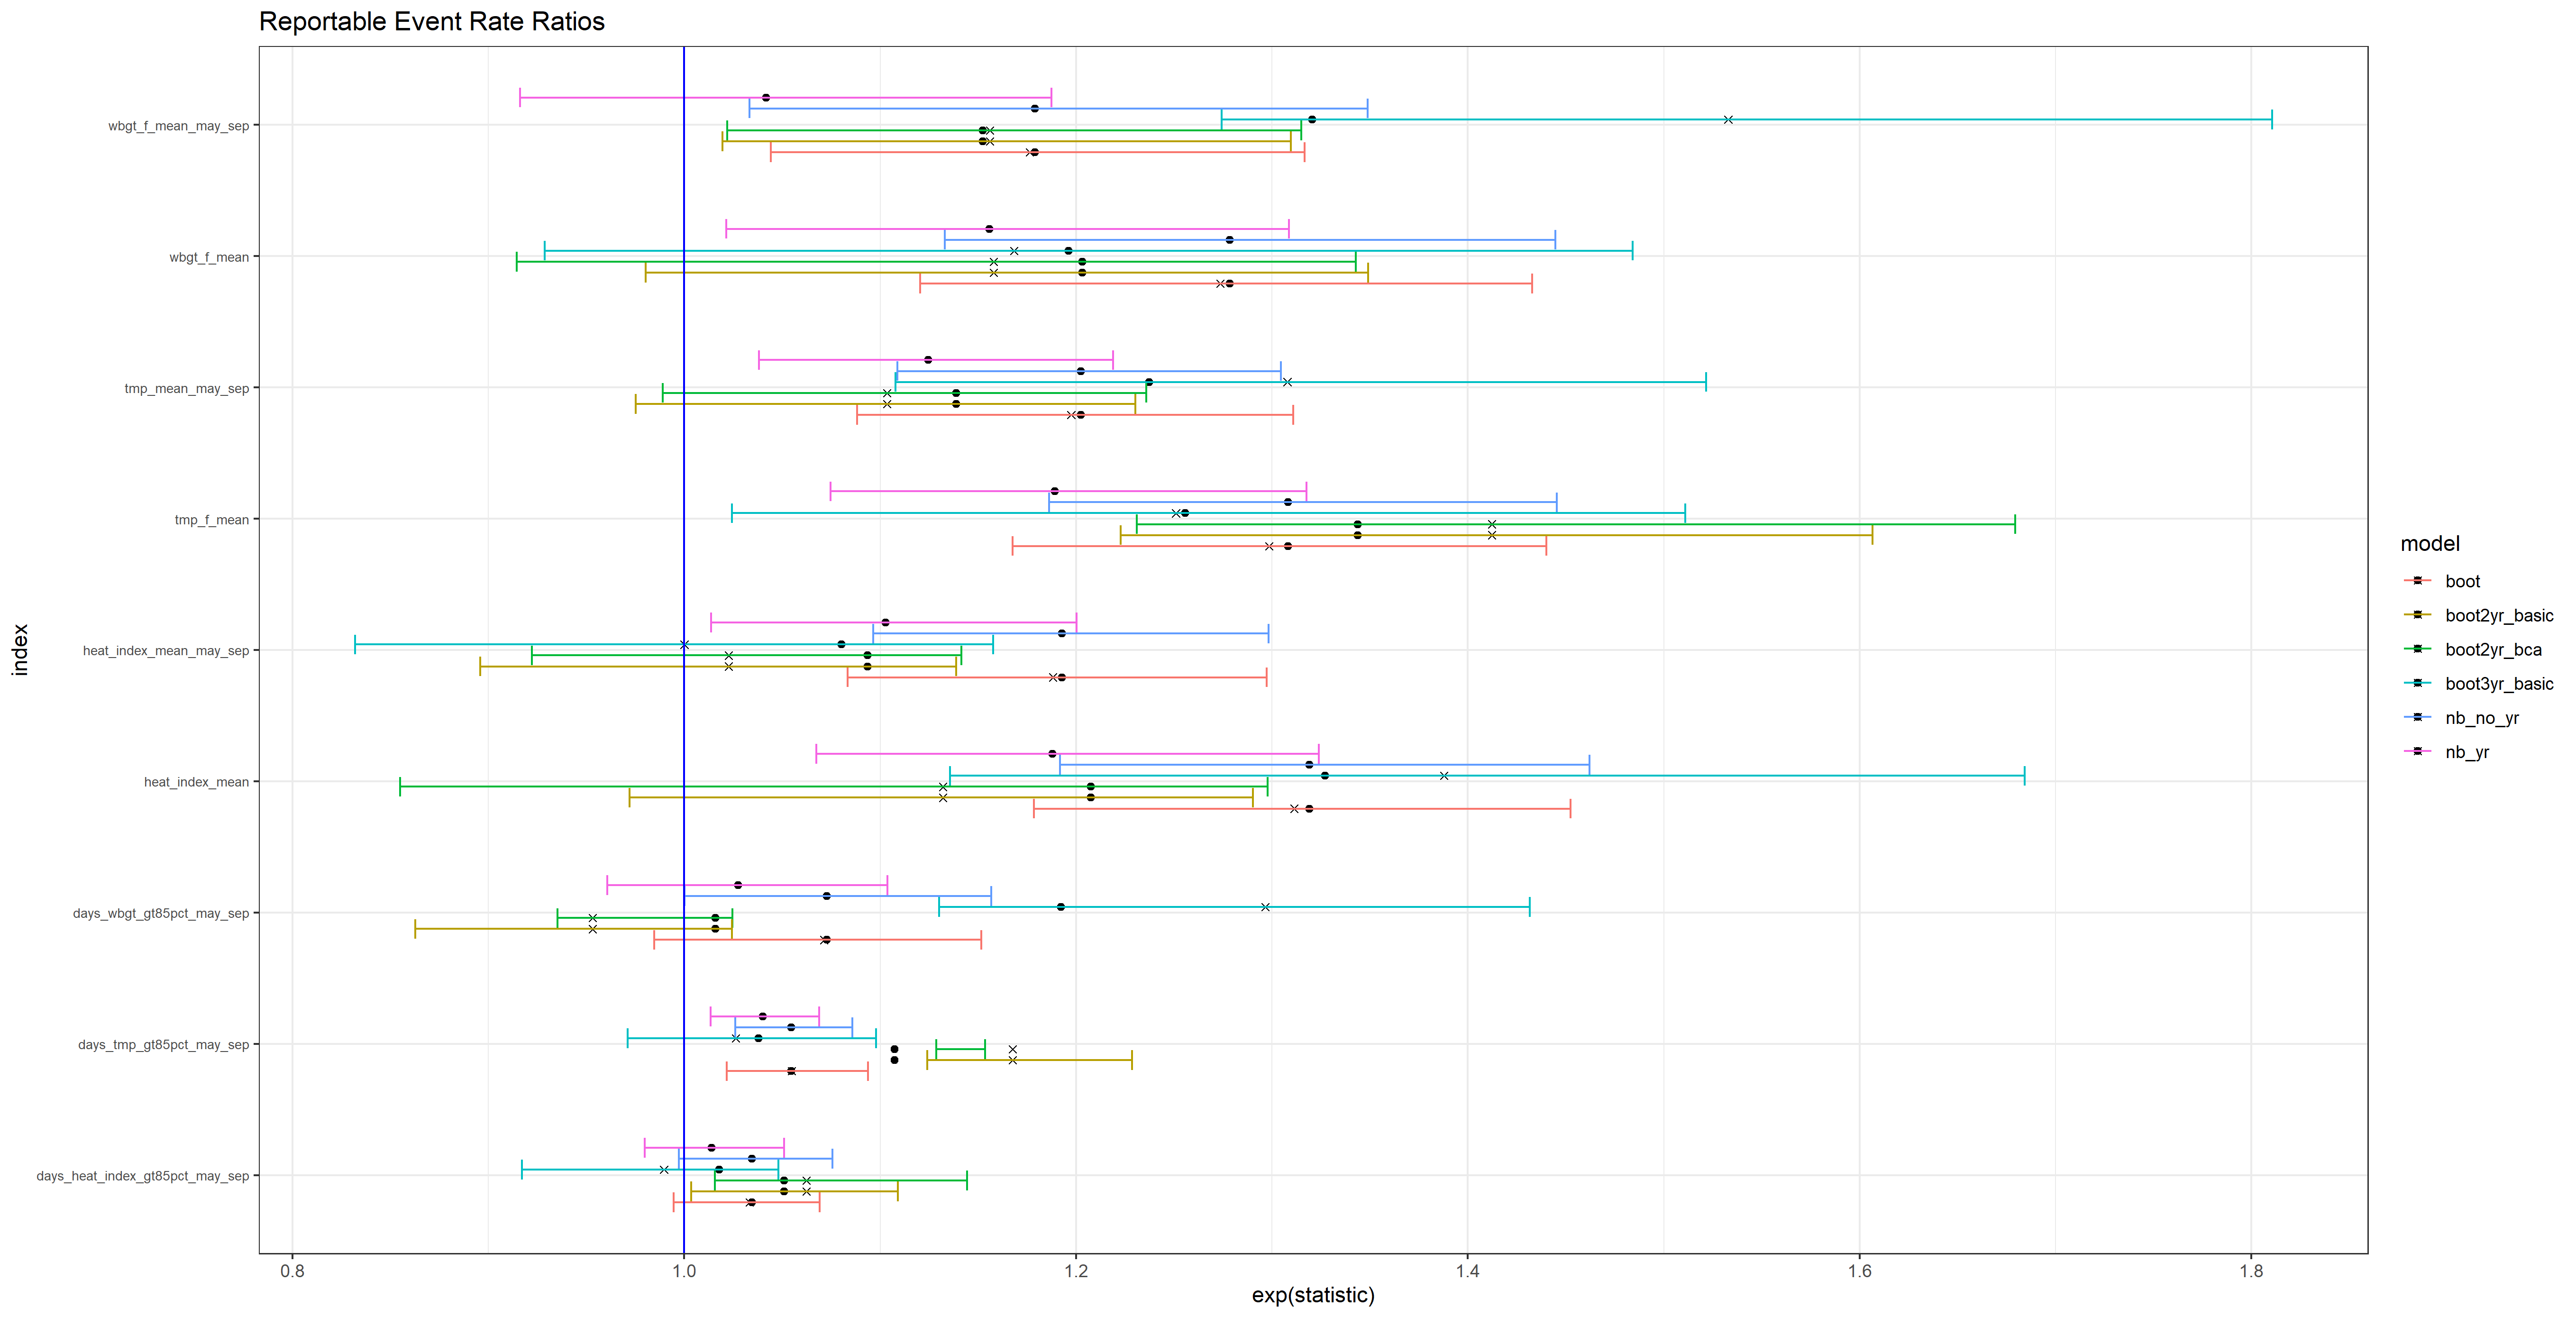 Reportable Event Rate Ratios
wbgt_f_mean_may_sep
wbgt_f_mean
tmp_mean_may_sep
tmp_f_mean
heat_index_mean_may_sep
heat_index_mean
days_wbgt_gt85pct_may_sep
days_tmp_gt85pct_may_sep
days_heat_index_gt85pct_may_sep
index
0.8 1.0 1.2 1.4 1.6 1.8
exp(statistic)
model
boot
boot2yr_basic
boot2yr_bca
boot3yr_basic
nb_no_yr
nb_yr